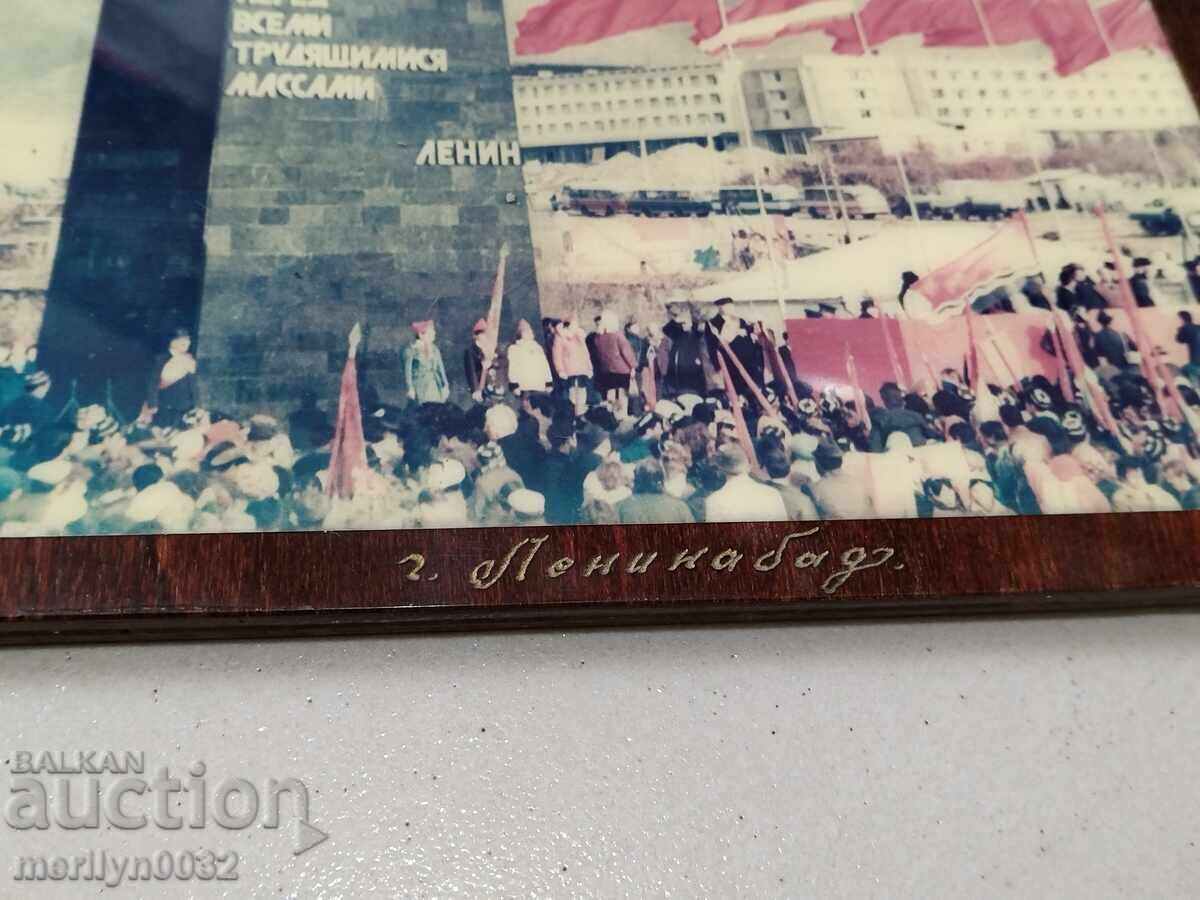 ВСЕМИ
ТРУДЯЩИМИСЯ
МАССАМИ
ЛЕНИН
г. Ленинабад.
BALKAN
auction
merilyn0032